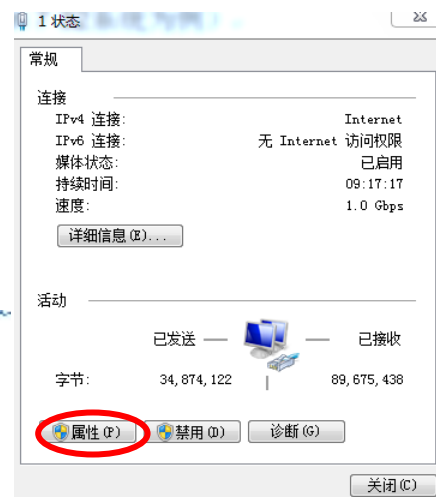 1 状态
常规
连接
IPv4 连接: Internet
IPv6 连接: 无 Internet 访问权限
媒体状态: 已启用
持续时间: 09:17:17
速度: 1.0 Gbps
详细信息(E)...
活动
已发送 — — 已接收
字节: 34,874,122 | 89,675,438
属性(P) 禁用(D) 诊断(G)
关闭(C)